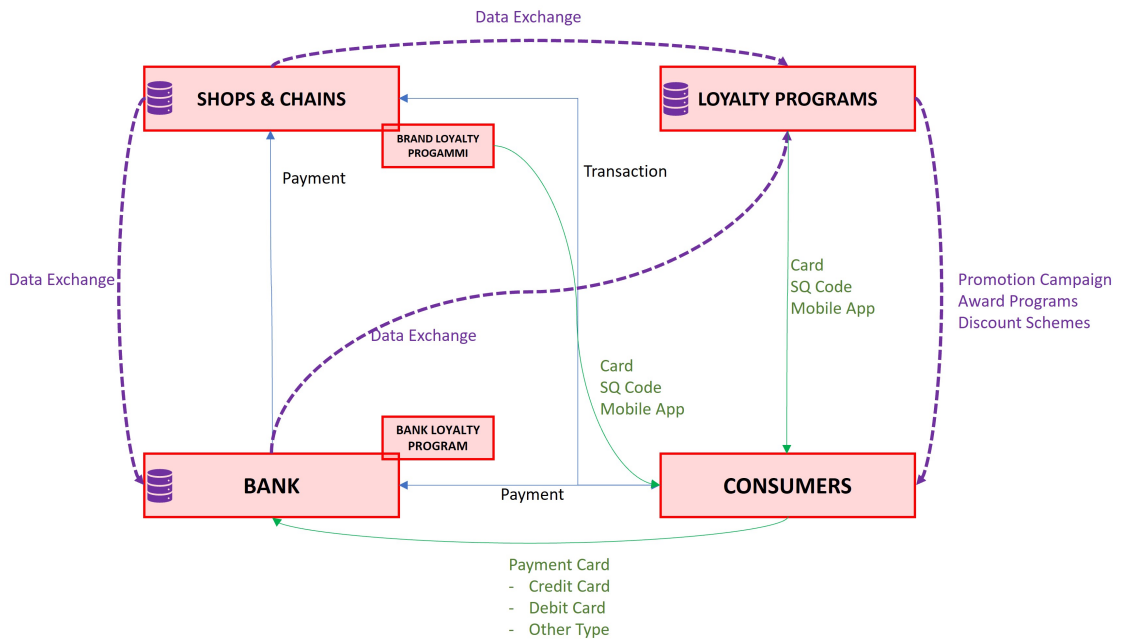 Data Exchange
SHOPS & CHAINS
LOYALTY PROGRAMS
BRAND LOYALTY
PROGAMMI
Payment
Transaction
Data Exchange
Card
SQ Code
Mobile App
Promotion Campaign
Award Programs
Discount Schemes
Data Exchange
Card
SQ Code
Mobile App
BANK LOYALTY
PROGRAM
BANK
Payment
CONSUMERS
Payment Card
- Credit Card
- Debit Card
- Other Type